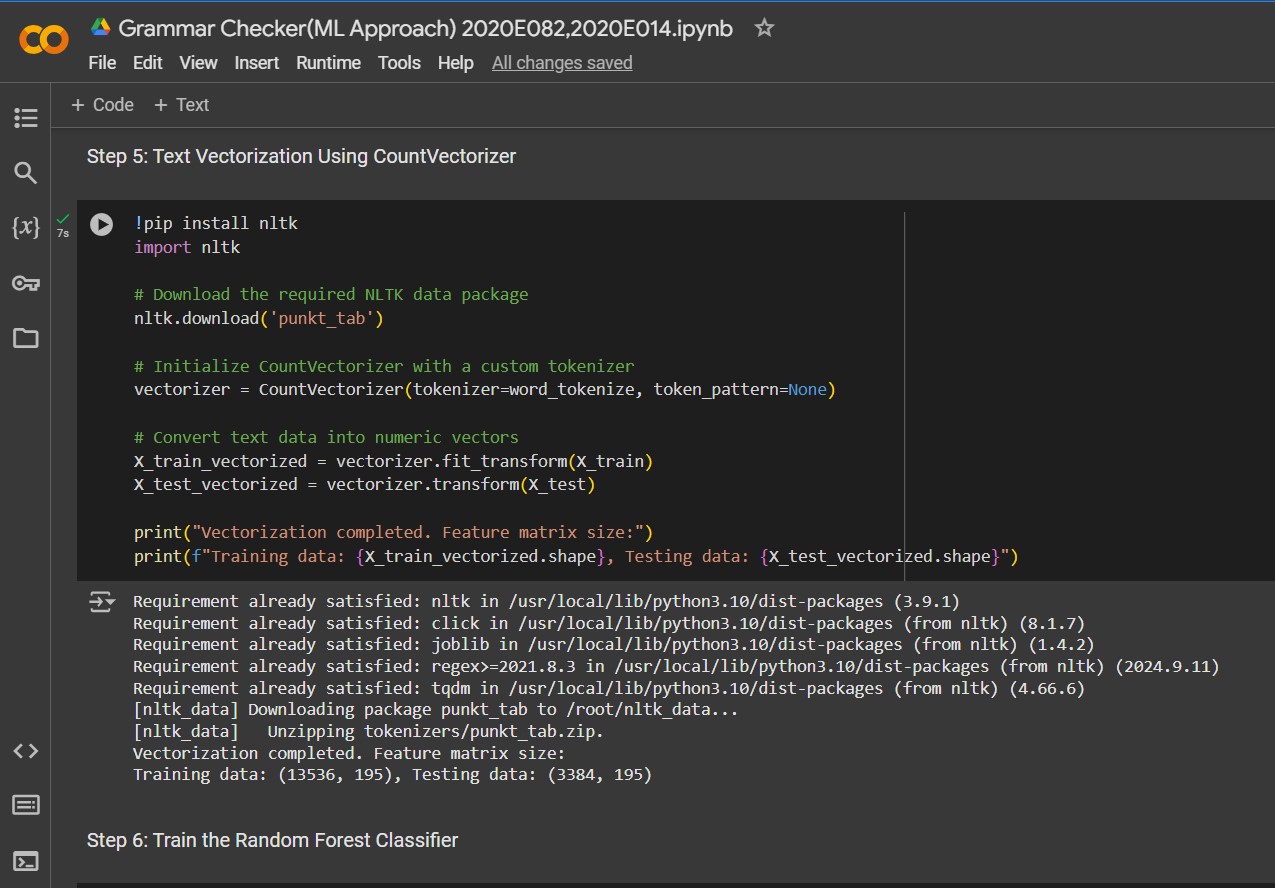 Grammar Checker(ML Approach) 2020E082,2020E014.ipynb
File Edit View Insert Runtime Tools Help All changes saved
+ Code + Text
Step 5: Text Vectorization Using CountVectorizer
{x}
7s
!pip install nltk
import nltk
# Download the required NLTK data package
nltk.download('punkt_tab')
# Initialize CountVectorizer with a custom tokenizer
vectorizer = CountVectorizer(tokenizer=word_tokenize, token_pattern=None)
# Convert text data into numeric vectors
X_train_vectorized = vectorizer.fit_transform(X_train)
X_test_vectorized = vectorizer.transform(X_test)
print("Vectorization completed. Feature matrix size:")
print(f"Training data: {X_train_vectorized.shape}, Testing data: {X_test_vectorized.shape}")
Requirement already satisfied: nltk in /usr/local/lib/python3.10/dist-packages (3.9.1)
Requirement already satisfied: click in /usr/local/lib/python3.10/dist-packages (from nltk) (8.1.7)
Requirement already satisfied: joblib in /usr/local/lib/python3.10/dist-packages (from nltk) (1.4.2)
Requirement already satisfied: regex>=2021.8.3 in /usr/local/lib/python3.10/dist-packages (from nltk) (2024.9.11)
Requirement already satisfied: tqdm in /usr/local/lib/python3.10/dist-packages (from nltk) (4.66.6)
[nltk_data] Downloading package punkt_tab to /root/nltk_data...
[nltk_data]   Unzipping tokenizers/punkt_tab.zip.
Vectorization completed. Feature matrix size:
Training data: (13536, 195), Testing data: (3384, 195)
Step 6: Train the Random Forest Classifier